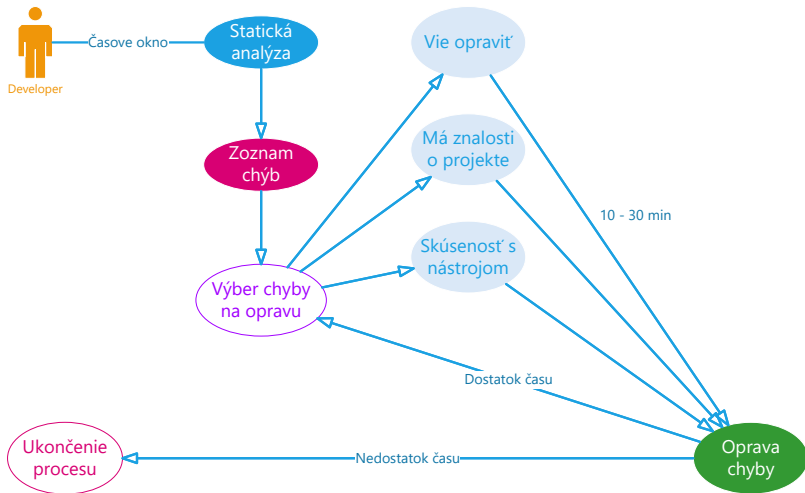 Developer
Časove okno
Statická
analýza
Vie opraviť
Zoznam
chýb
Má znalosti
o projekte
10 - 30 min
Skúsenosť s
nástrojom
Výber chyby
na opravu
Dostatok času
Ukončenie
procesu
Nedostatok času
Oprava
chyby